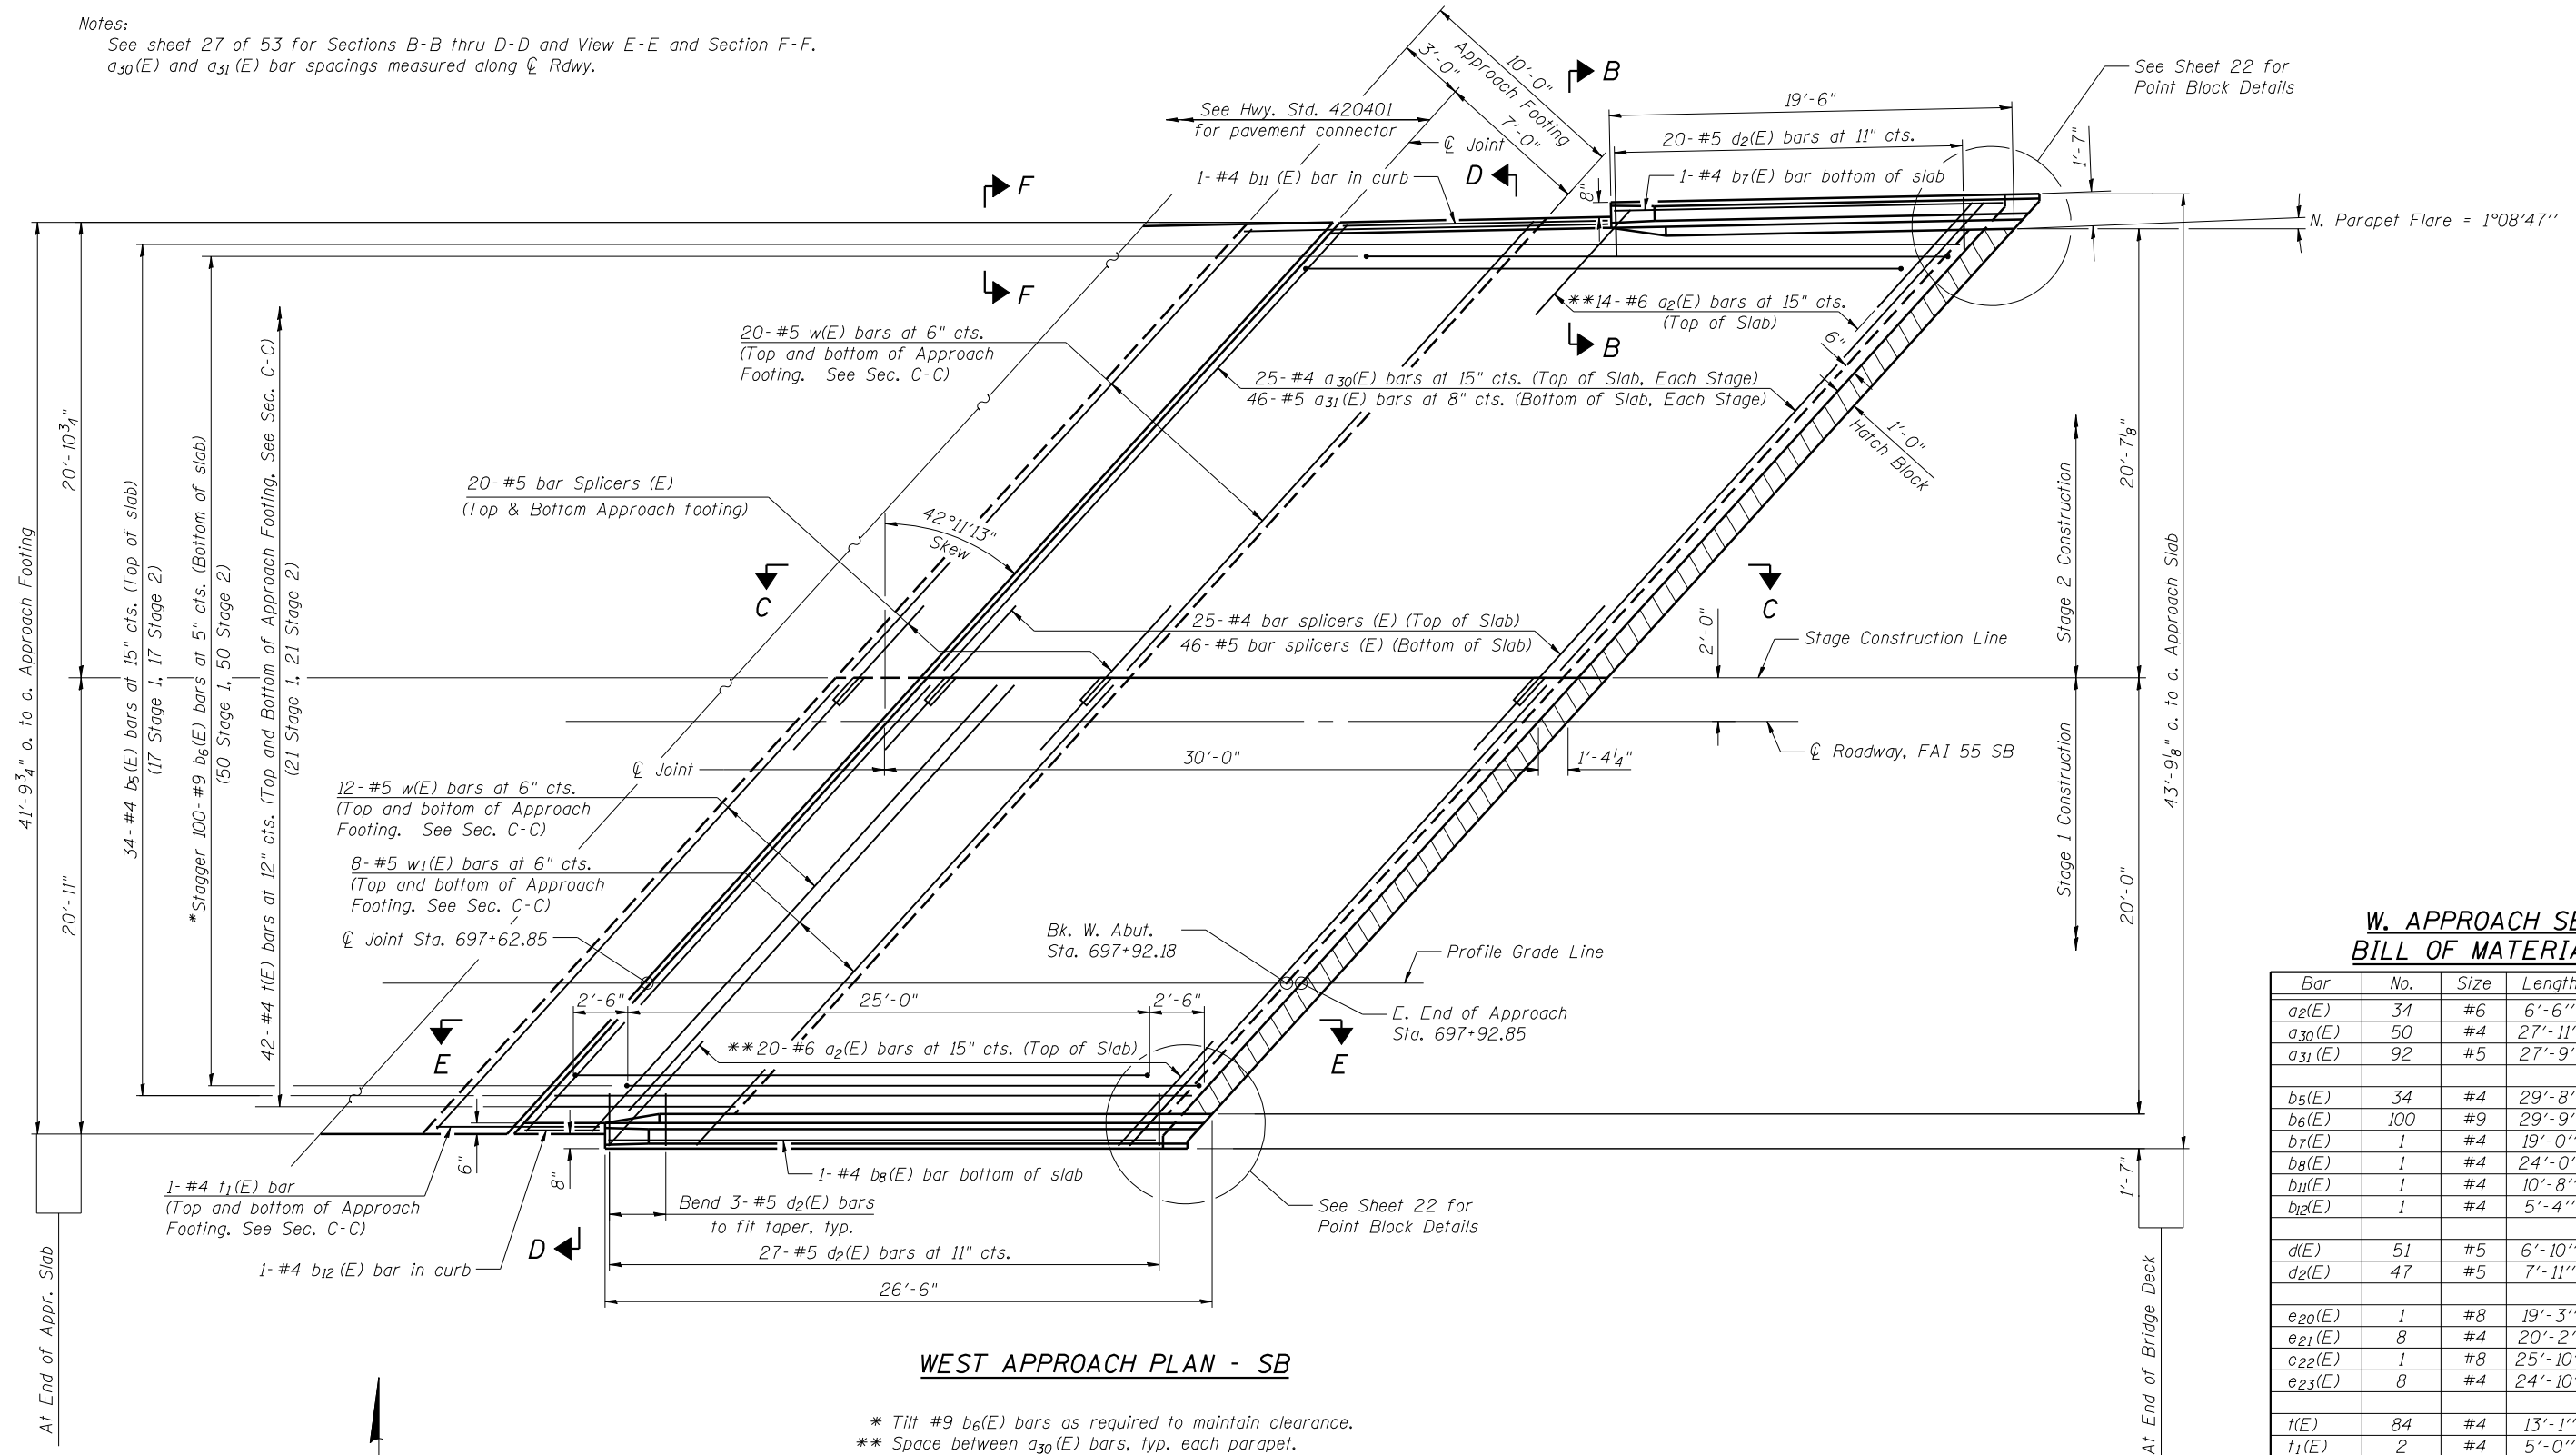 Notes:
See sheet 27 of 53 for Sections B-B thru D-D and View E-E and Section F-F.
a30(E) and a31(E) bar spacings measured along ℄ Rdwy.
10'-0"
Approach Footing
3'-0"
7'-0"
B
See Sheet 22 for
Point Block Details
See Hwy. Std. 420401
for pavement connector
℄ Joint
19'-6"
20-#5 d2(E) bars at 11" cts.
1'-7"
F
1-#4 b11(E) bar in curb
D
8"
1-#4 b7(E) bar bottom of slab
N. Parapet Flare = 1°08'47''
F
**14-#6 a2(E) bars at 15" cts.
(Top of Slab)
B
6"
20-#5 w(E) bars at 6" cts.
(Top and bottom of Approach
Footing. See Sec. C-C)
25-#4 a30(E) bars at 15" cts. (Top of Slab, Each Stage)
46-#5 a31(E) bars at 8" cts. (Bottom of Slab, Each Stage)
1'-0"
Hatch Block
41'-9¾" o. to o. Approach Footing
20'-10¾"
20'-11"
34-#4 b5(E) bars at 15" cts. (Top of slab)
(17 Stage 1, 17 Stage 2)
*Stagger 100-#9 b6(E) bars at 5" cts. (Bottom of slab)
(50 Stage 1, 50 Stage 2)
42-#4 t(E) bars at 12" cts. (Top and Bottom of Approach Footing, See Sec. C-C)
(21 Stage 1, 21 Stage 2)
20-#5 bar Splicers (E)
(Top & Bottom Approach footing)
42°11'13"
Skew
C
C
25-#4 bar splicers (E) (Top of Slab)
46-#5 bar splicers (E) (Bottom of Slab)
2'-0"
Stage Construction Line
Stage 2 Construction
Stage 1 Construction
20'-7⅛"
20'-0"
43'-9⅛" o. to o. Approach Slab
℄ Joint
30'-0"
1'-4¼"
℄ Roadway, FAI 55 SB
12-#5 w(E) bars at 6" cts.
(Top and bottom of Approach
Footing. See Sec. C-C)
8-#5 w1(E) bars at 6" cts.
(Top and bottom of Approach
Footing. See Sec. C-C)
℄ Joint Sta. 697+62.85
Bk. W. Abut.
Sta. 697+92.18
Profile Grade Line
2'-6"
25'-0"
2'-6"
E. End of Approach
Sta. 697+92.85
E
E
**20-#6 a2(E) bars at 15" cts. (Top of Slab)
6"
8"
1-#4 b8(E) bar bottom of slab
1-#4 t1(E) bar
(Top and bottom of Approach
Footing. See Sec. C-C)
Bend 3-#5 d2(E) bars
to fit taper, typ.
See Sheet 22 for
Point Block Details
1'-7"
D
27-#5 d2(E) bars at 11" cts.
1-#4 b12(E) bar in curb
26'-6"
At End of Appr. Slab
At End of Bridge Deck
WEST APPROACH PLAN - SB
* Tilt #9 b6(E) bars as required to maintain clearance.
** Space between a30(E) bars, typ. each parapet.
W. APPROACH
BILL OF
Bar No. Size Length
a2(E) 34 #6 6'-6''
a30(E) 50 #4 27'-11'
a31(E) 92 #5 27'-9'
b5(E) 34 #4 29'-8'
b6(E) 100 #9 29'-9'
b7(E) 1 #4 19'-0'
b8(E) 1 #4 24'-0'
b11(E) 1 #4 10'-8'
b12(E) 1 #4 5'-4''
d(E) 51 #5 6'-10'
d2(E) 47 #5 7'-11''
e20(E) 1 #8 19'-3'
e21(E) 8 #4 20'-2'
e22(E) 1 #8 25'-10'
e23(E) 8 #4 24'-10'
t(E) 84 #4 13'-1''
t1(E) 2 #4 5'-0''